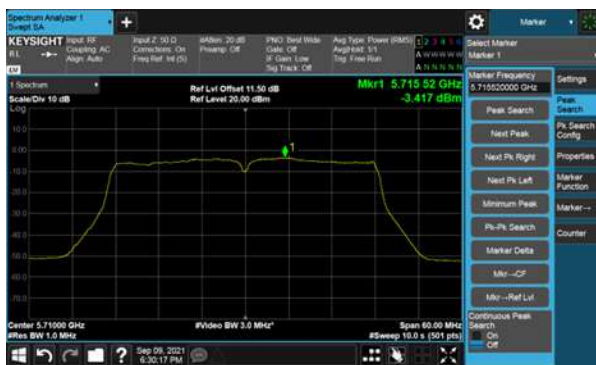 Spectrum Analyzer 1
Swept SA
Marker
KEYSIGHT
Input: RF
Coupling: AC
Align: Auto
Input Z: 50 Ω
Corrections: On
Freq Ref: Int (S)
#Atten: 20 dB
Preamp: Off
PNO: Best Wide
Gate: Off
IF Gain: Low
Sig Track: Off
Avg Type: Power (RMS)
Avg|Hold: 1/1
Trig: Free Run
1 2 3 4 5 6
A W W W W W
A N N N N N
Select Marker
Marker 1
1 Spectrum
Scale/Div 10 dB
Ref Lvl Offset 11.50 dB
Ref Level 20.00 dBm
Mkr1 5.715 52 GHz
-3.417 dBm
Log
10.0
0.00
-10.0
-20.0
-30.0
-40.0
-50.0
-60.0
-70.0
1
Center 5.71000 GHz
#Res BW 1.0 MHz
#Video BW 3.0 MHz*
Span 60.00 MHz
#Sweep 10.0 s (501 pts)
Marker Frequency
5.715520000 GHz
Peak Search
Next Peak
Next Pk Right
Next Pk Left
Minimum Peak
Pk-Pk Search
Marker Delta
Mkr→CF
Mkr→Ref Lvl
Continuous Peak
Search
On
Off
Settings
Peak
Search
Pk Search
Config
Properties
Marker
Function
Marker→
Counter
?
Sep 09, 2021
6:30:17 PM